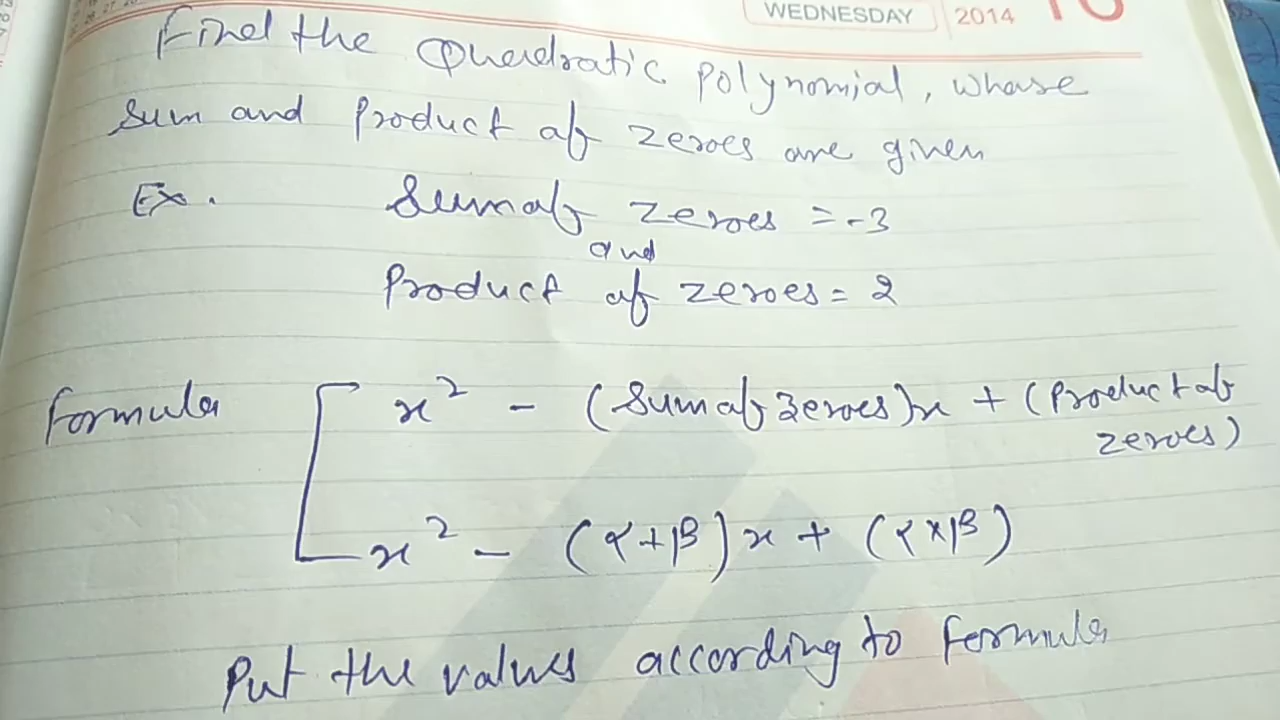 WEDNESDAY 2014
Find the Quadratic Polynomial, whose
Sum and Product of zeroes are given
Ex. Sum of zeroes = -3
and
Product of zeroes = 2
Formula x² - (Sum of zeroes)x + (Product of
zeroes)
x² - (α+β)x + (α×β)
Put the values according to formula